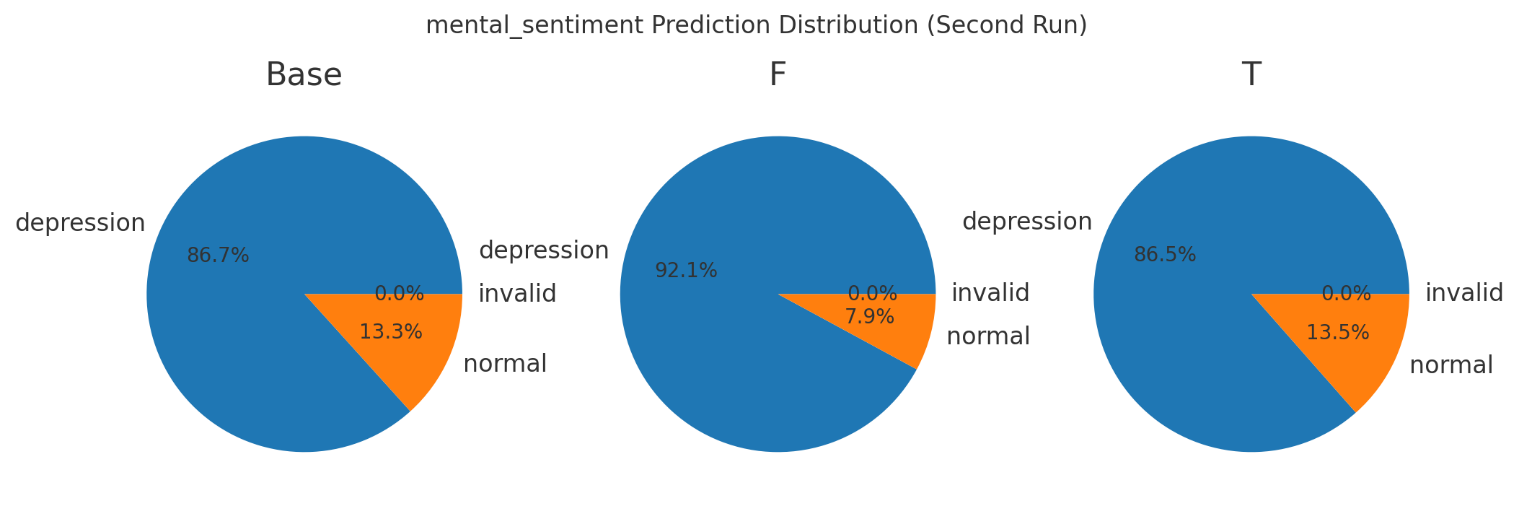 mental_sentiment Prediction Distribution (Second Run)
Base
depression
86.7%
0.0%
invalid
13.3%
normal
F
depression
92.1%
0.0%
invalid
7.9%
normal
T
depression
86.5%
0.0%
invalid
13.5%
normal